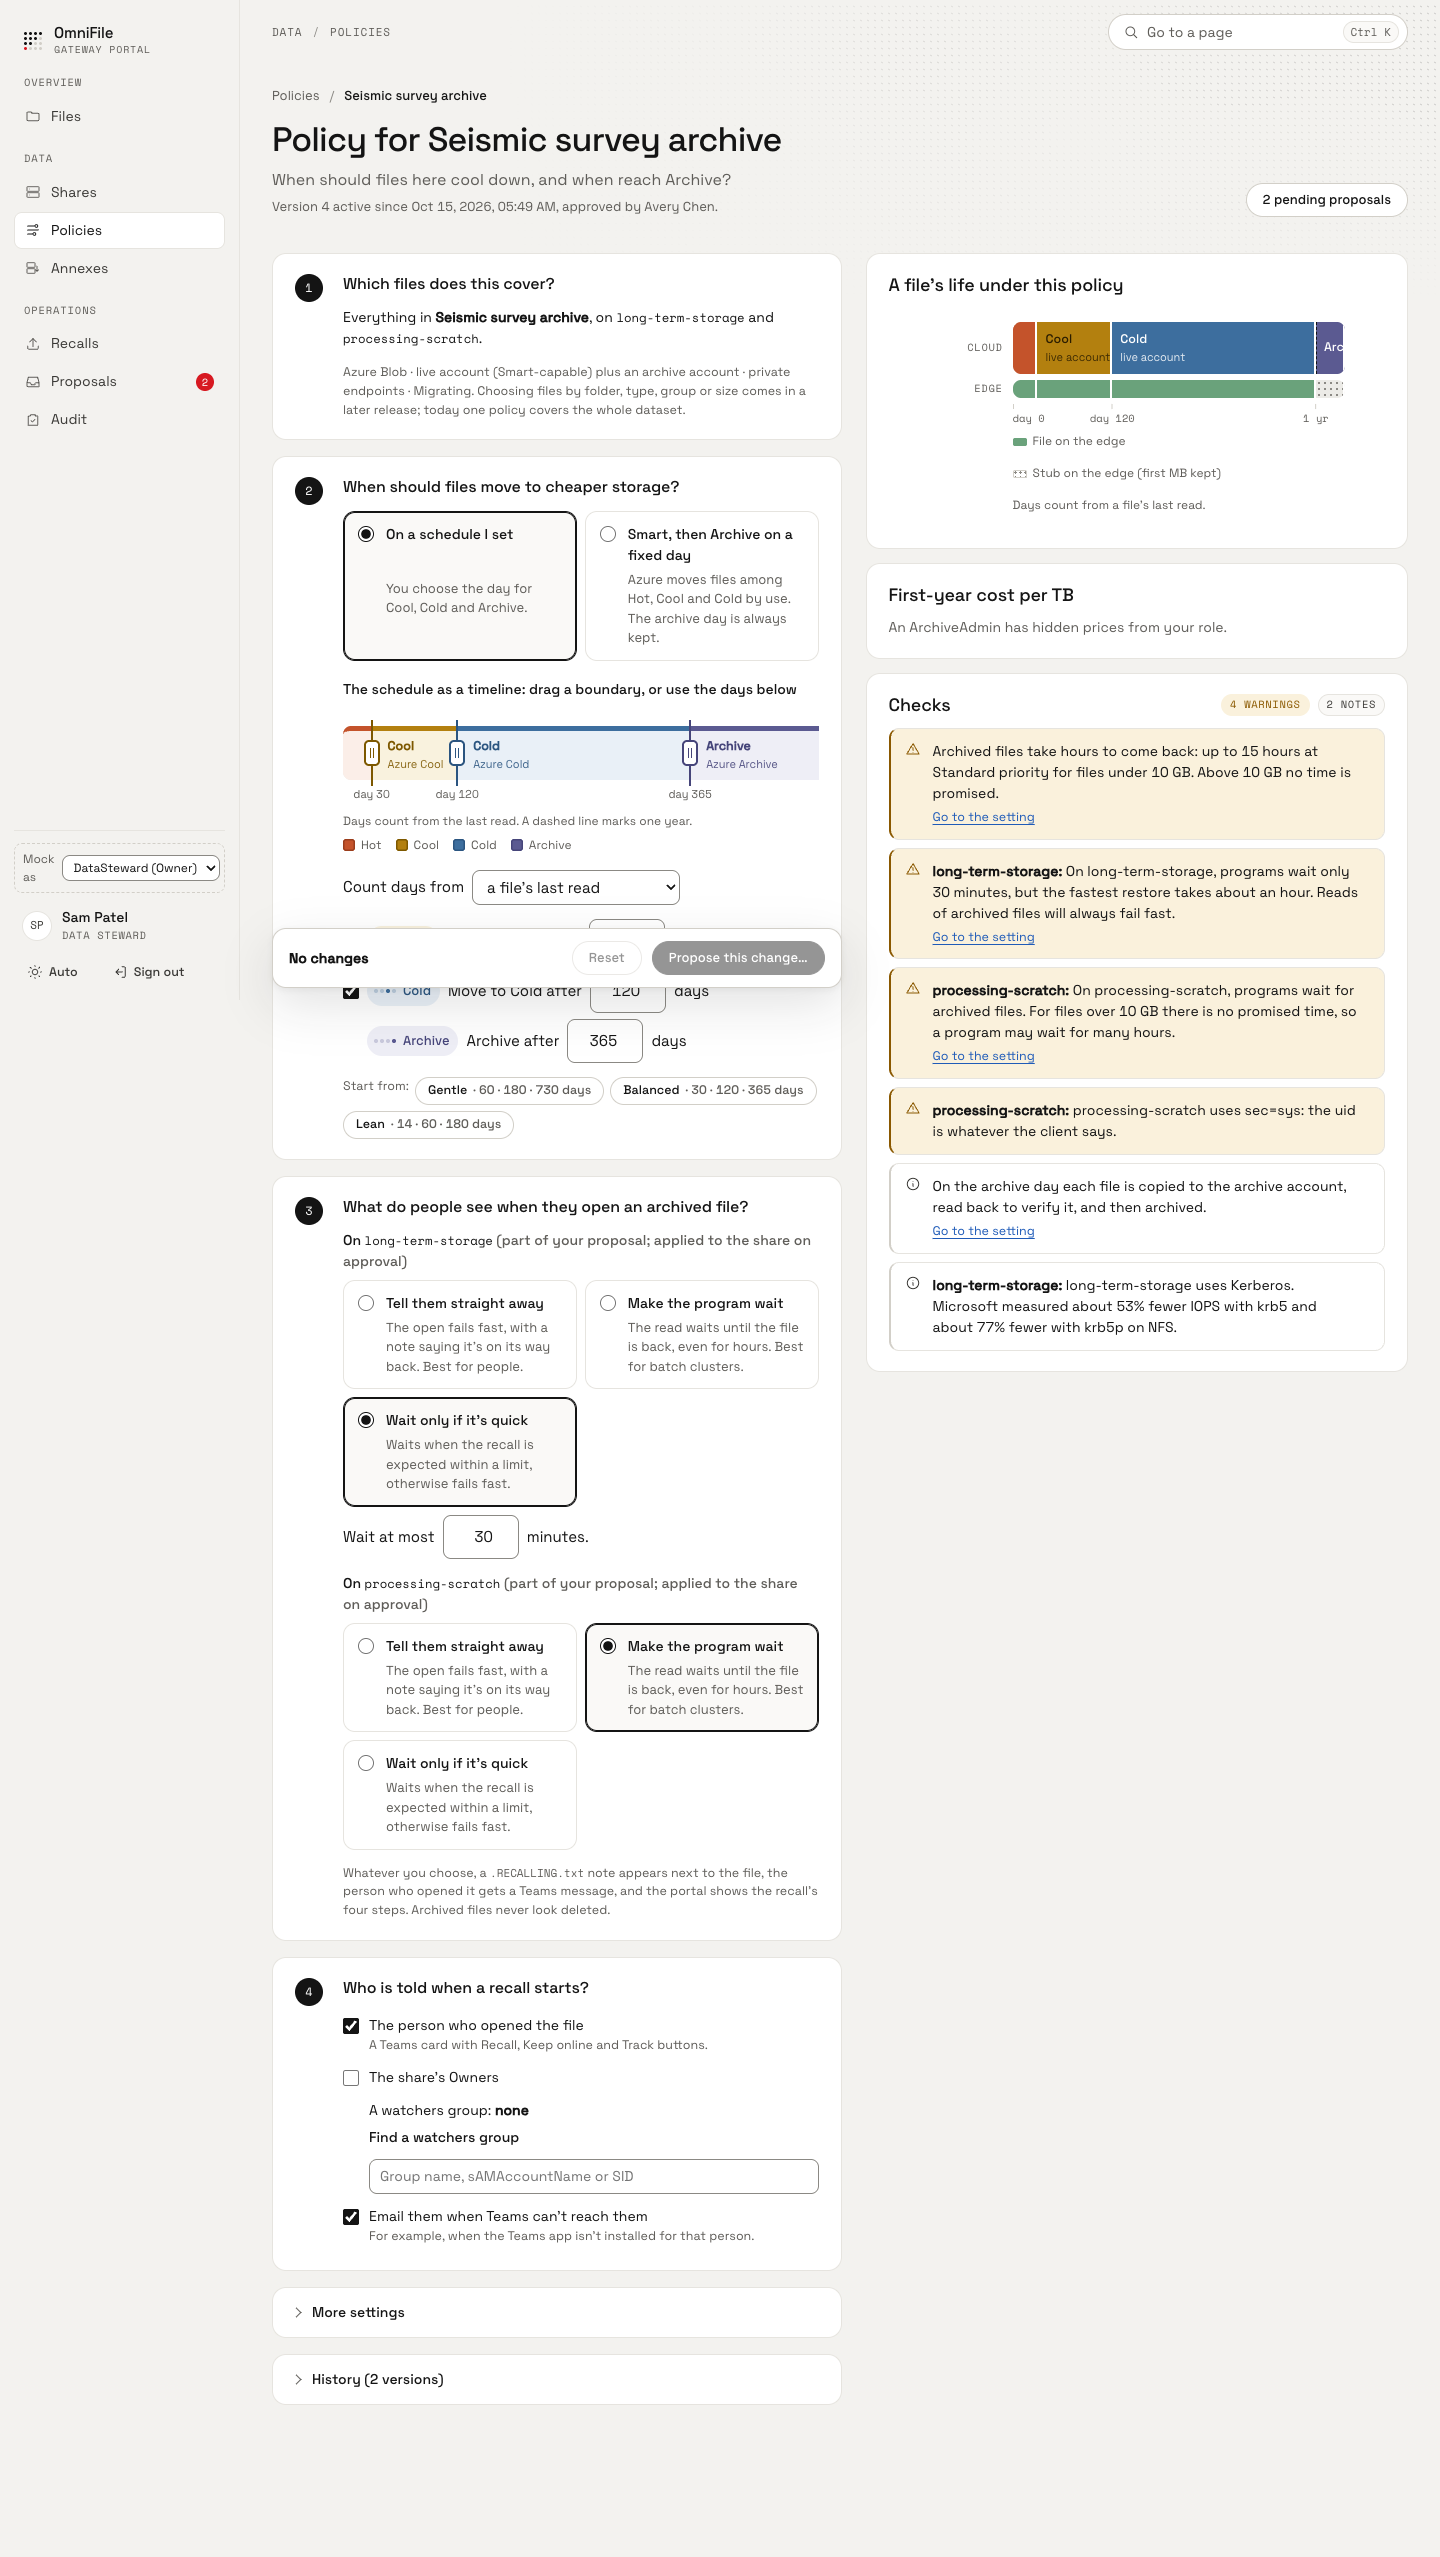 OmniFile
GATEWAY PORTAL
OVERVIEW
Files
DATA
Shares
Policies
Annexes
OPERATIONS
Recalls
Proposals
2
Audit
Mock as
DataSteward (Owner)
SP
Sam Patel
DATA STEWARD
Auto
Sign out
DATA / POLICIES
Go to a page
Ctrl K
Policies / Seismic survey archive
Policy for Seismic survey archive
When should files here cool down, and when reach Archive?
Version 4 active since Oct 15, 2026, 05:49 AM, approved by Avery Chen.
2 pending proposals
1
Which files does this cover?
Everything in Seismic survey archive, on long-term-storage and
processing-scratch.
Azure Blob · live account (Smart-capable) plus an archive account · private
endpoints · Migrating. Choosing files by folder, type, group or size comes in a
later release; today one policy covers the whole dataset.
2
When should files move to cheaper storage?
On a schedule I set
You choose the day for
Cool, Cold and Archive.
Smart, then Archive on a
fixed day
Azure moves files among
Hot, Cool and Cold by use.
The archive day is always
kept.
The schedule as a timeline: drag a boundary, or use the days below
Cool
Azure Cool
Cold
Azure Cold
Archive
Azure Archive
day 30
day 120
day 365
Days count from the last read. A dashed line marks one year.
Hot
Cool
Cold
Archive
Count days from
a file's last read
No changes
Reset
Propose this change...
Cold
Move to Cold after
120
days
Archive
Archive after
365
days
Start from:
Gentle · 60 · 180 · 730 days
Balanced · 30 · 120 · 365 days
Lean · 14 · 60 · 180 days
3
What do people see when they open an archived file?
On long-term-storage (part of your proposal; applied to the share on
approval)
Tell them straight away
The open fails fast, with a
note saying it's on its way
back. Best for people.
Make the program wait
The read waits until the file
is back, even for hours. Best
for batch clusters.
Wait only if it's quick
Waits when the recall is
expected within a limit,
otherwise fails fast.
Wait at most
30
minutes.
On processing-scratch (part of your proposal; applied to the share
on approval)
Tell them straight away
The open fails fast, with a
note saying it's on its way
back. Best for people.
Make the program wait
The read waits until the file
is back, even for hours. Best
for batch clusters.
Wait only if it's quick
Waits when the recall is
expected within a limit,
otherwise fails fast.
Whatever you choose, a .RECALLING.txt note appears next to the file, the
person who opened it gets a Teams message, and the portal shows the recall's
four steps. Archived files never look deleted.
4
Who is told when a recall starts?
The person who opened the file
A Teams card with Recall, Keep online and Track buttons.
The share's Owners
A watchers group: none
Find a watchers group
Group name, sAMAccountName or SID
Email them when Teams can't reach them
For example, when the Teams app isn't installed for that person.
More settings
History (2 versions)
A file's life under this policy
CLOUD
Cool
live account
Cold
live account
Arc
EDGE
day 0
day 120
1 yr
File on the edge
Stub on the edge (first MB kept)
Days count from a file's last read.
First-year cost per TB
An ArchiveAdmin has hidden prices from your role.
Checks
4 WARNINGS
2 NOTES
Archived files take hours to come back: up to 15 hours at
Standard priority for files under 10 GB. Above 10 GB no time is
promised.
Go to the setting
long-term-storage: On long-term-storage, programs wait only
30 minutes, but the fastest restore takes about an hour. Reads
of archived files will always fail fast.
Go to the setting
processing-scratch: On processing-scratch, programs wait for
archived files. For files over 10 GB there is no promised time, so
a program may wait for many hours.
Go to the setting
processing-scratch: processing-scratch uses sec=sys: the uid
is whatever the client says.
On the archive day each file is copied to the archive account,
read back to verify it, and then archived.
Go to the setting
long-term-storage: long-term-storage uses Kerberos.
Microsoft measured about 53% fewer IOPS with krb5 and
about 77% fewer with krb5p on NFS.